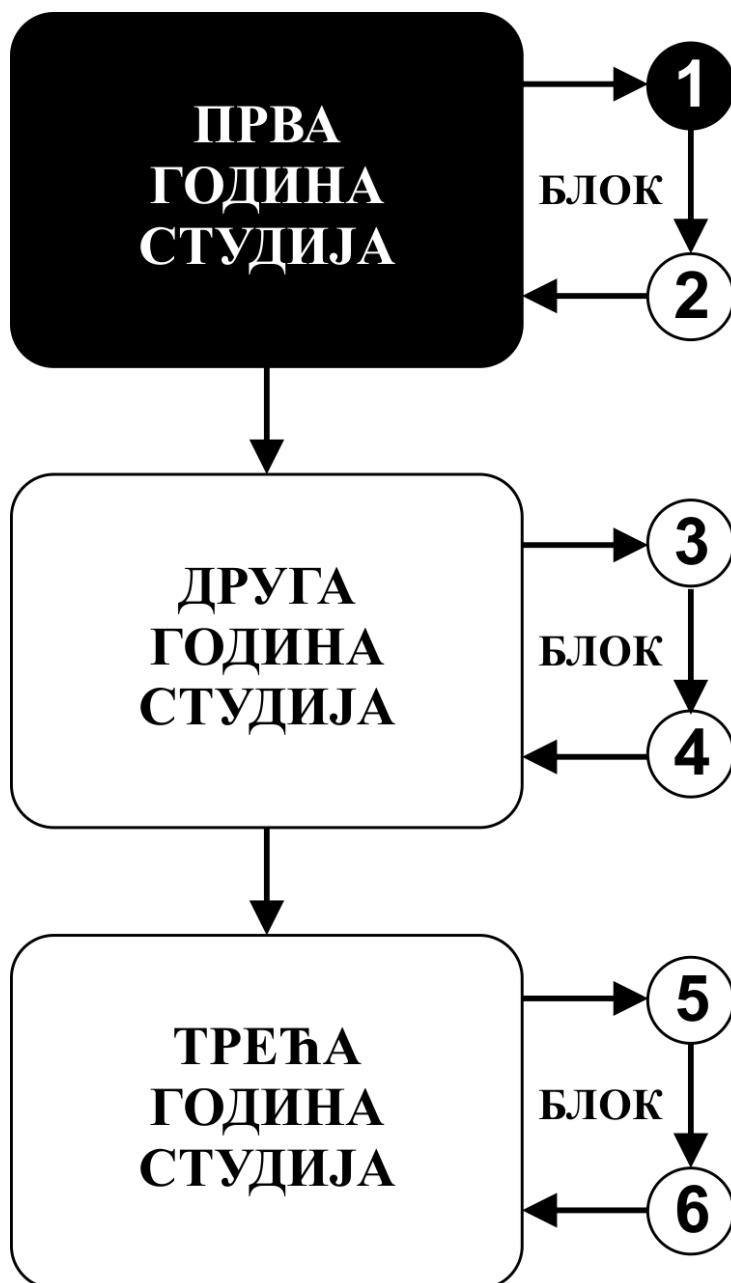 ПРВА
ГОДИНА
СТУДИЈА
1
БЛОК
2
ДРУГА
ГОДИНА
СТУДИЈА
3
БЛОК
4
ТРЕЋА
ГОДИНА
СТУДИЈА
5
БЛОК
6